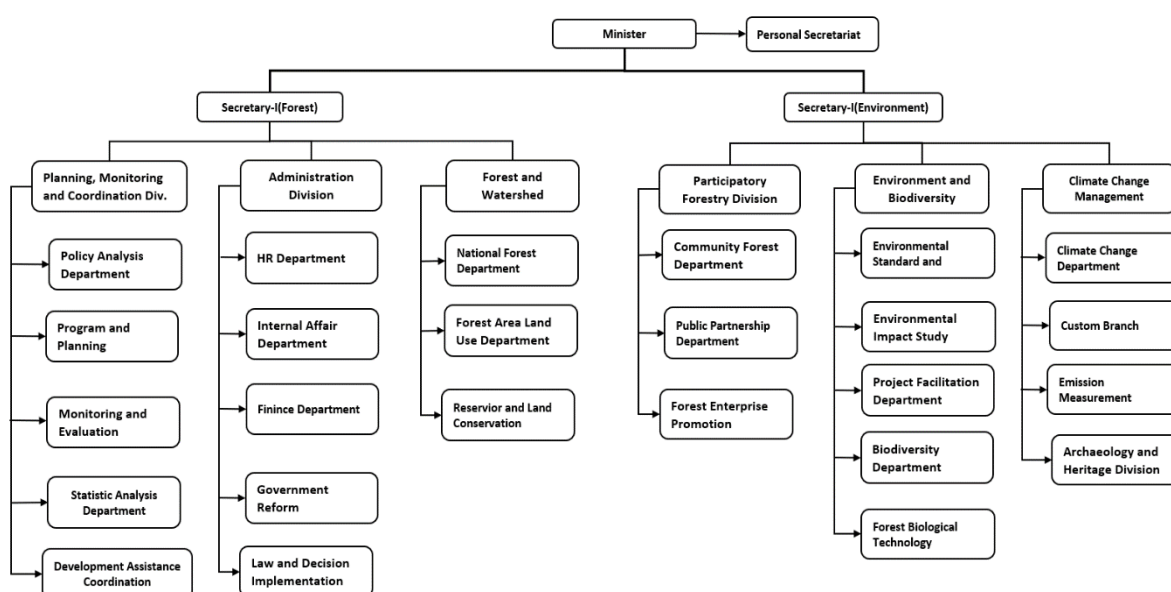 Minister
Personal Secretariat
Secretary-I(Forest)
Secretary-I(Environment)
Planning, Monitoring
and Coordination Div.
Administration
Division
Forest and
Watershed
Participatory
Forestry Division
Environment and
Biodiversity
Climate Change
Management
Policy Analysis
Department
Program and
Planning
Monitoring and
Evaluation
Statistic Analysis
Department
Development Assistance
Coordination
HR Department
Internal Affair
Department
Finince Department
Government
Reform
Law and Decision
Implementation
National Forest
Department
Forest Area Land
Use Department
Reservior and Land
Conservation
Community Forest
Department
Public Partnership
Department
Forest Enterprise
Promotion
Environmental
Standard and
Environmental
Impact Study
Project Facilitation
Department
Biodiversity
Department
Forest Biological
Technology
Climate Change
Department
Custom Branch
Emission
Measurement
Archaeology and
Heritage Division